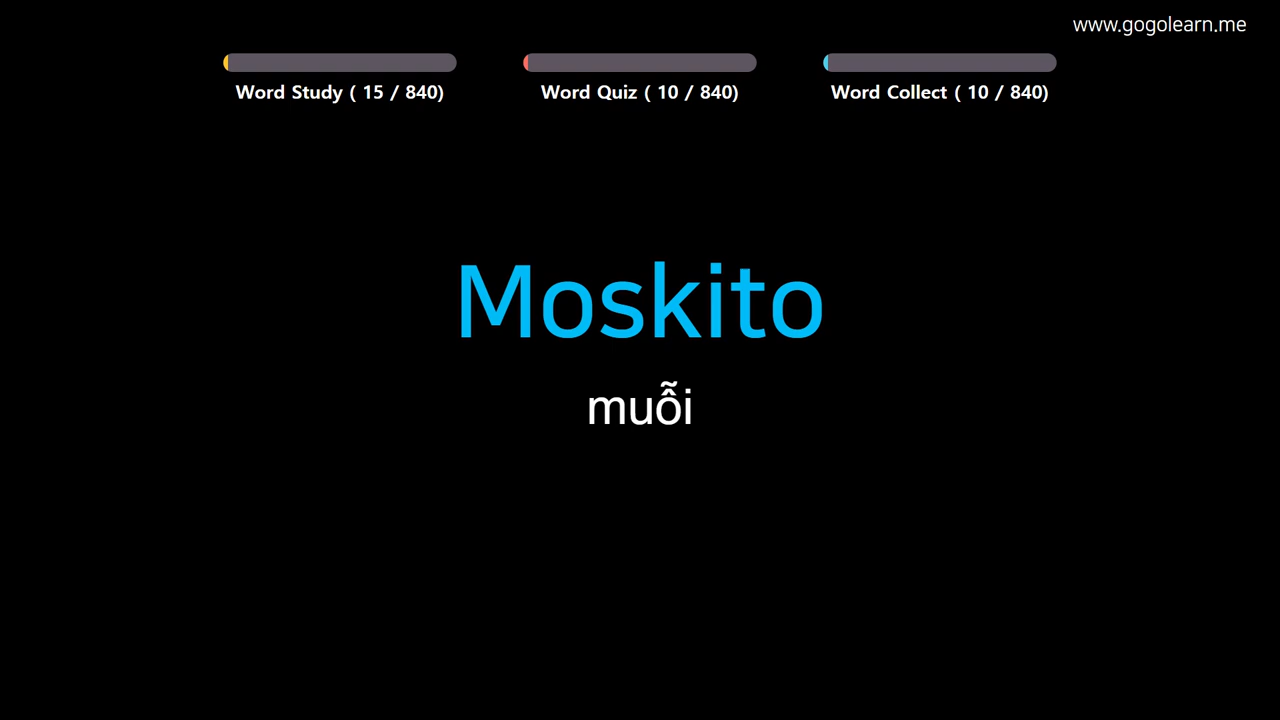 www.gogolearn.me
Word Study ( 15 / 840)
Word Quiz ( 10 / 840)
Word Collect ( 10 / 840)
Moskito
muỗi